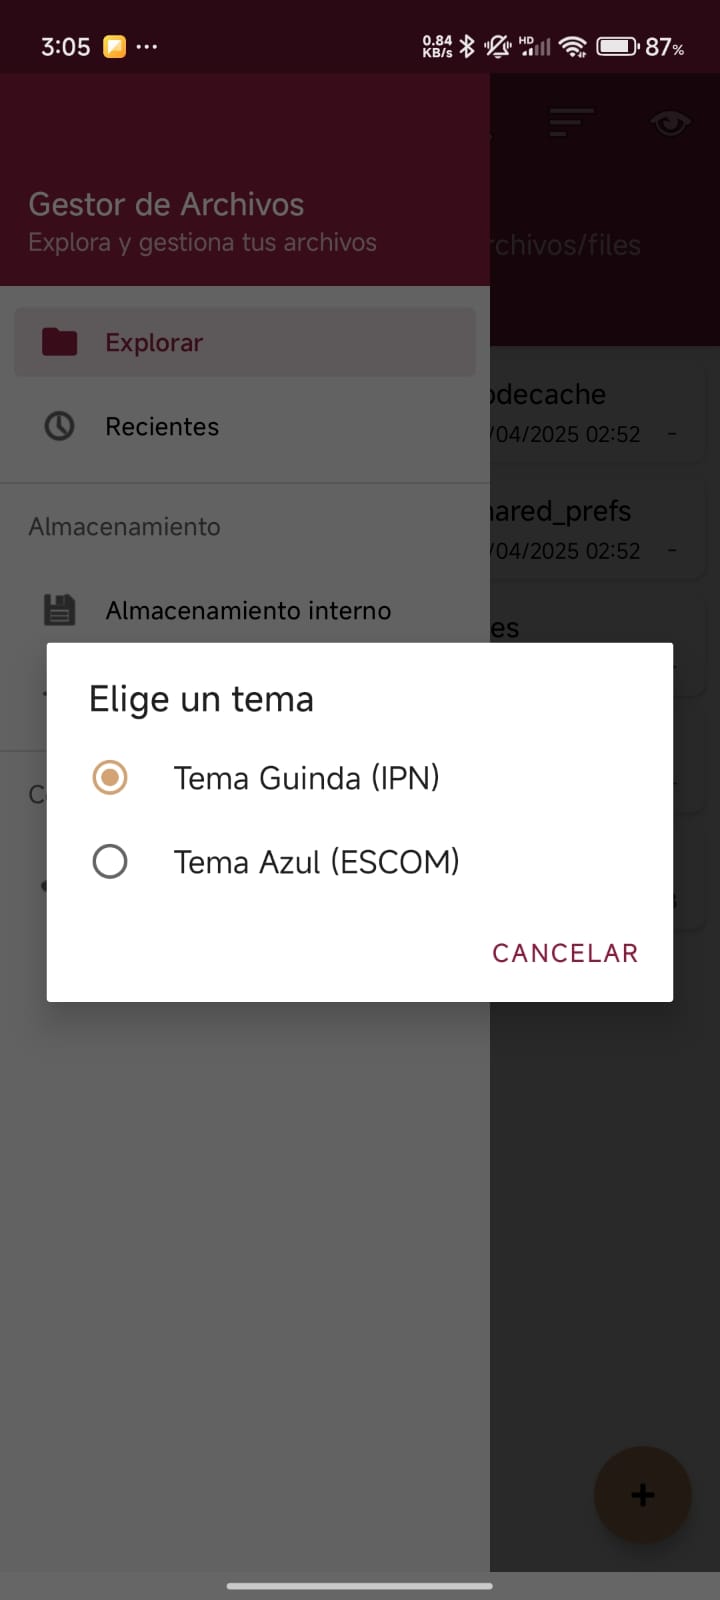 3:05
0.84 KB/s
HD
87%
Gestor de Archivos
Explora y gestiona tus archivos
rchivos/files
Explorar
decache
/04/2025 02:52 -
Recientes
Almacenamiento
ared_prefs
/04/2025 02:52 -
Almacenamiento interno
es
Elige un tema
Tema Guinda (IPN)
Tema Azul (ESCOM)
CANCELAR
+